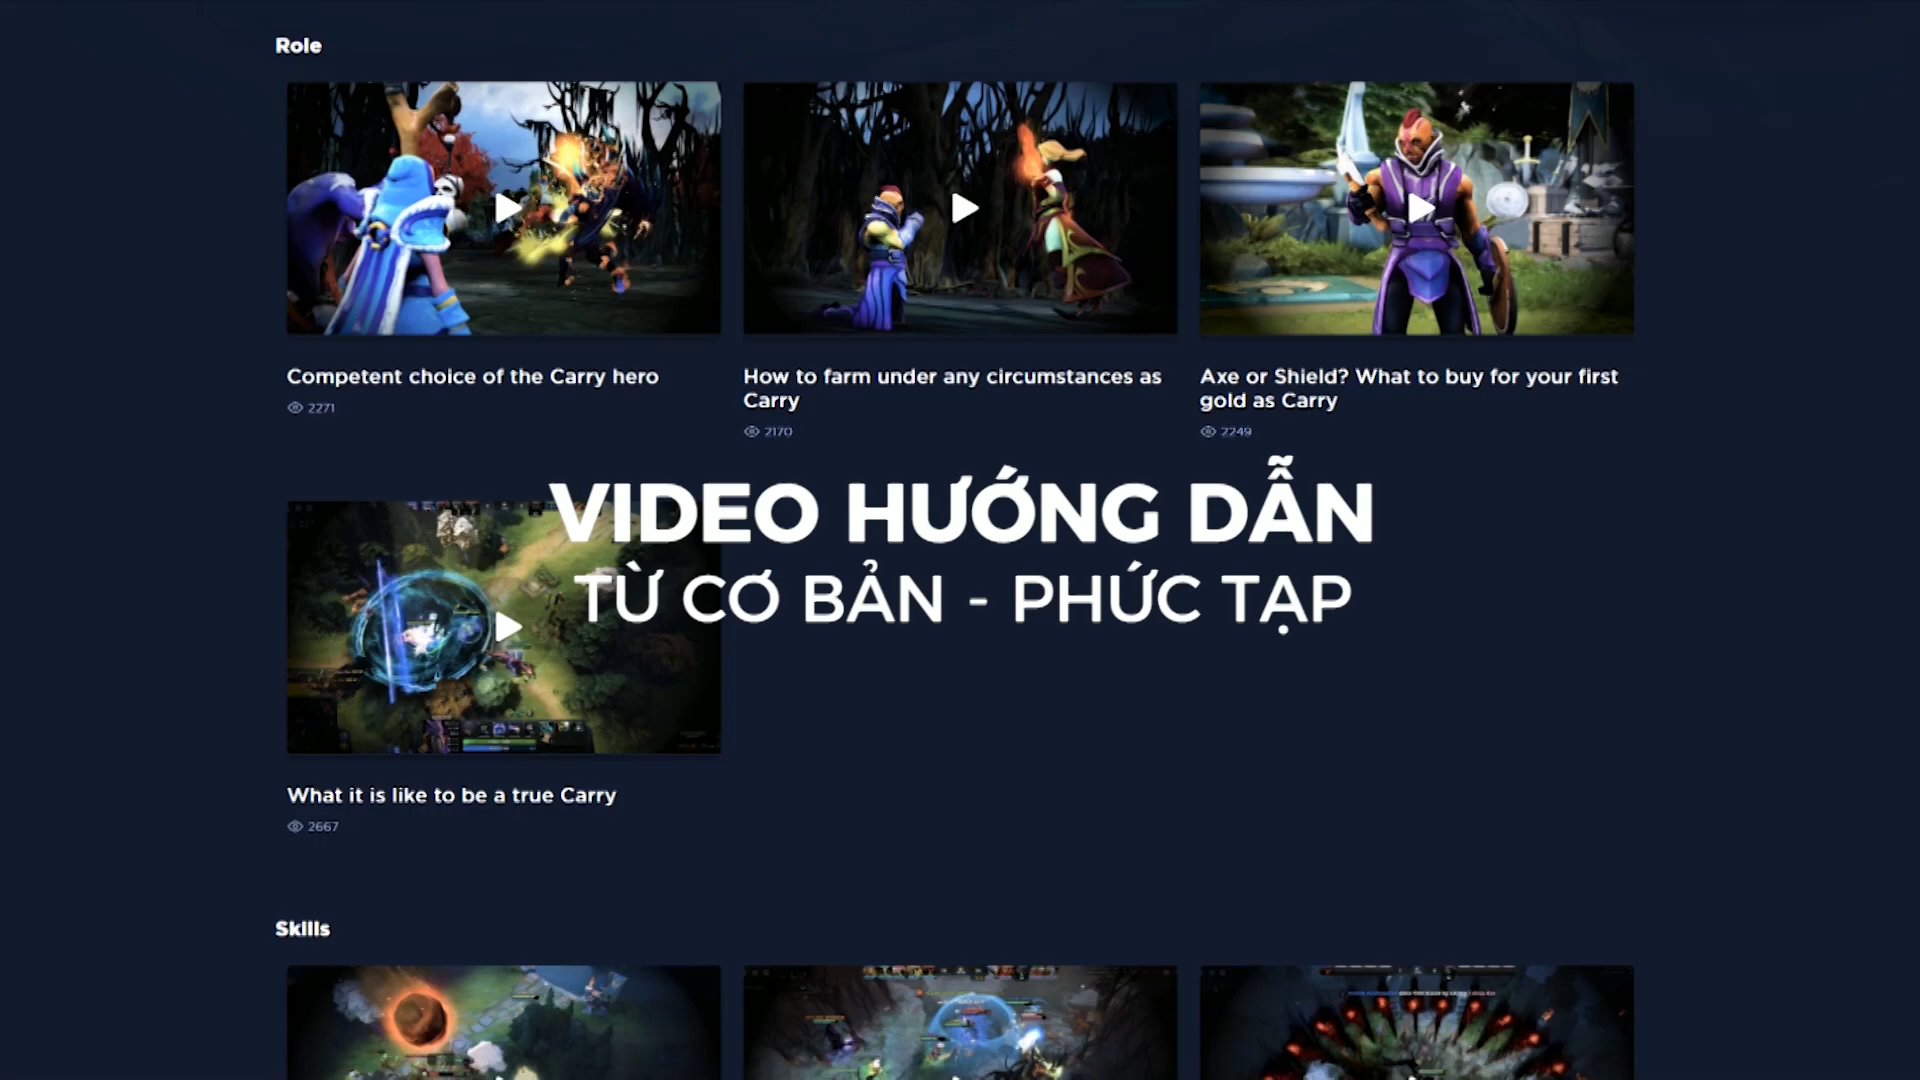 Role
Competent choice of the Carry hero
2271
How to farm under any circumstances as
Carry
2170
Axe or Shield? What to buy for your first
gold as Carry
2249
VIDEO HƯỚNG DẪN
TỪ CƠ BẢN - PHỨC TẠP
What it is like to be a true Carry
2667
Skills